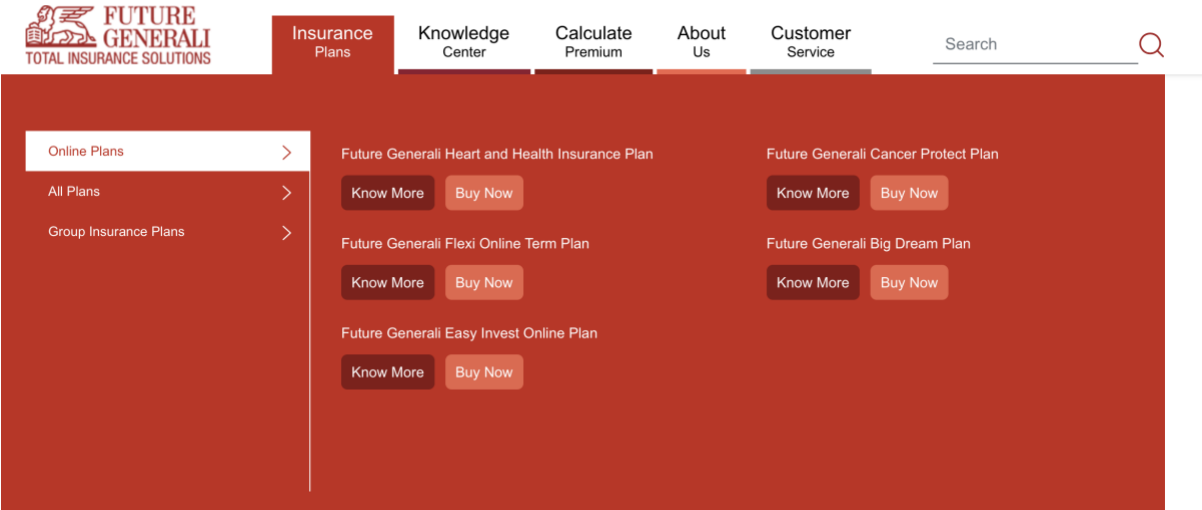 FUTURE
GENERALI
TOTAL INSURANCE SOLUTIONS
Insurance
Plans
Knowledge
Center
Calculate
Premium
About
Us
Customer
Service
Search
Online Plans
All Plans
Group Insurance Plans
Future Generali Heart and Health Insurance Plan
Know More Buy Now
Future Generali Cancer Protect Plan
Know More Buy Now
Future Generali Flexi Online Term Plan
Know More Buy Now
Future Generali Big Dream Plan
Know More Buy Now
Future Generali Easy Invest Online Plan
Know More Buy Now